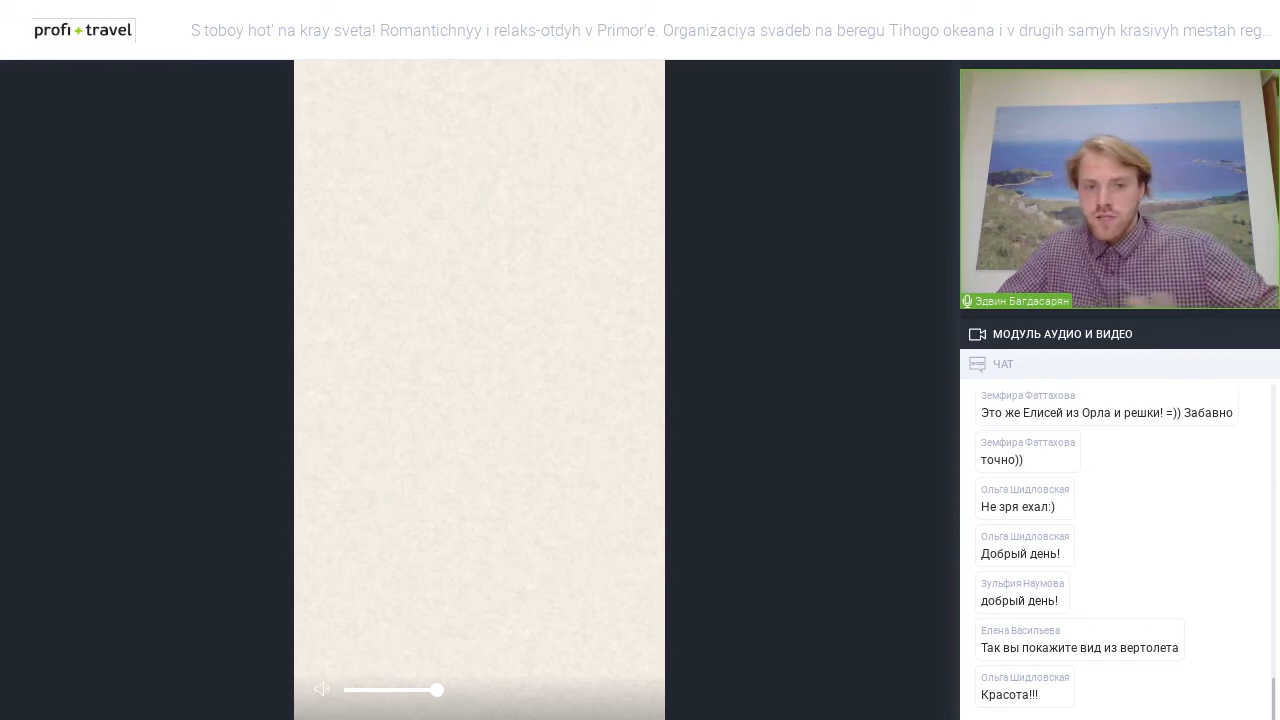 profi+travel
S toboy hot' na kray sveta! Romantichnyy i relaks-otdyh v Primor'e. Organizaciya svadeb na beregu Tihogo okeana i v drugih samyh krasivyh mestah reg...
Эдвин Багдасарян
МОДУЛЬ АУДИО И ВИДЕО
ЧАТ
Земфира Фаттахова
Это же Елисей из Орла и решки! =)) Забавно
Земфира Фаттахова
точно))
Ольга Шидловская
Не зря ехал:)
Ольга Шидловская
Добрый день!
Зульфия Наумова
добрый день!
Елена Васильева
Так вы покажите вид из вертолета
Ольга Шидловская
Красота!!!